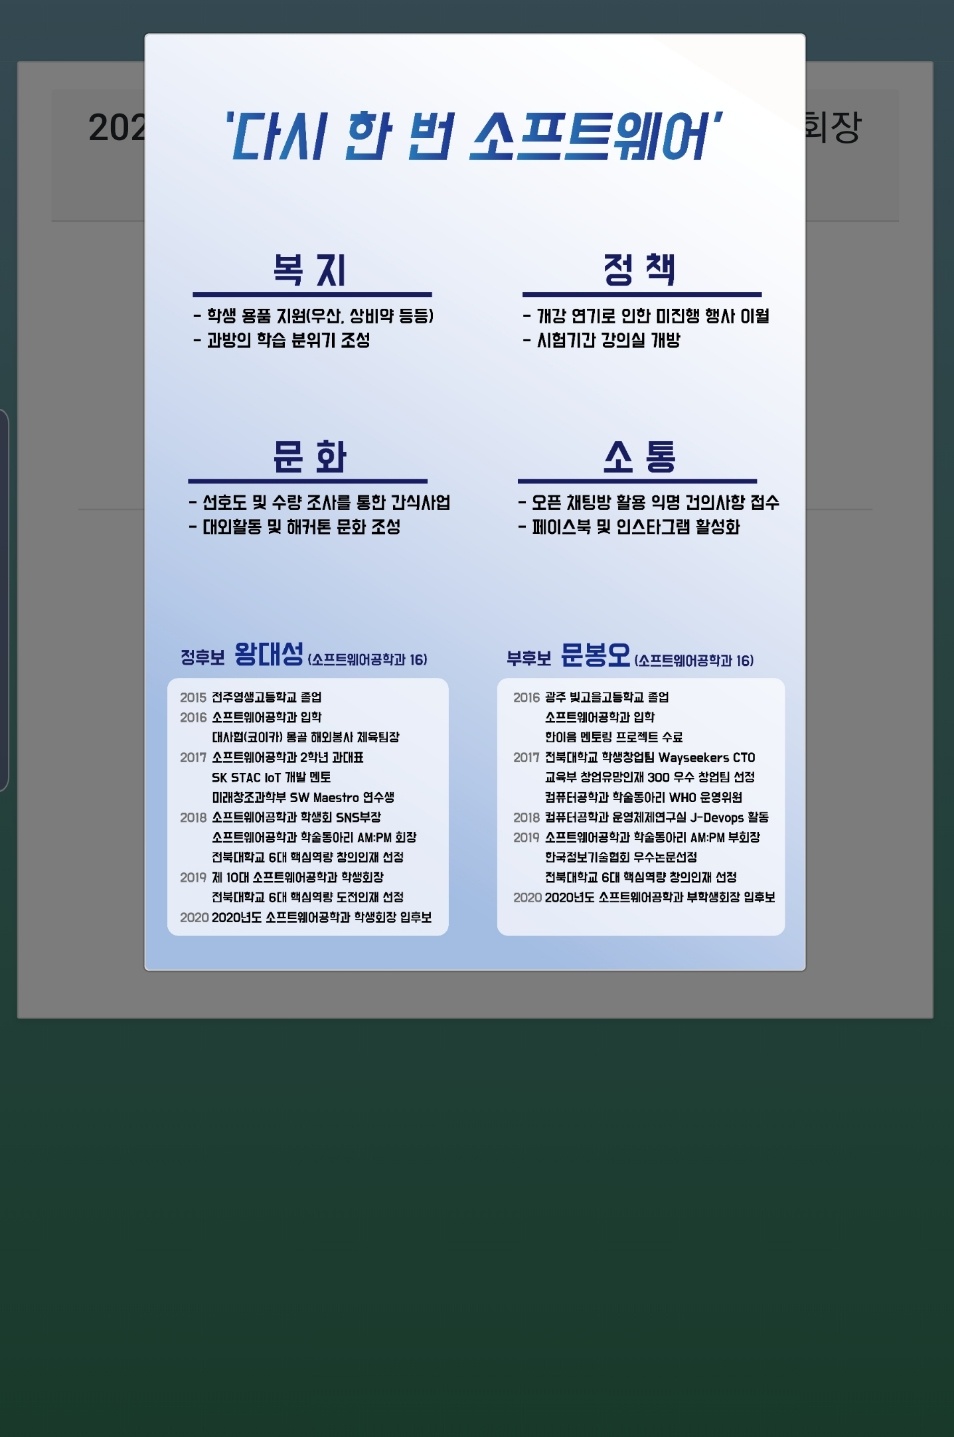 202
회장
'다시 한 번 소프트웨어'
복 지
- 학생 용품 지원(우산, 상비약 등등)
- 과방의 학습 분위기 조성
정 책
- 개강 연기로 인한 미진행 행사 이월
- 시험기간 강의실 개방
문 화
- 선호도 및 수량 조사를 통한 간식사업
- 대외활동 및 해커톤 문화 조성
소 통
- 오픈 채팅방 활용 익명 건의사항 접수
- 페이스북 및 인스타그램 활성화
정후보 왕대성 (소프트웨어공학과 16)
2015 전주영생고등학교 졸업
2016 소프트웨어공학과 입학
대사협(코이카) 몽골 해외봉사 체육팀장
2017 소프트웨어공학과 2학년 과대표
SK STAC IoT 개발 멘토
미래창조과학부 SW Maestro 연수생
2018 소프트웨어공학과 학생회 SNS부장
소프트웨어공학과 학술동아리 AM:PM 회장
전북대학교 6대 핵심역량 창의인재 선정
2019 제 10대 소프트웨어공학과 학생회장
전북대학교 6대 핵심역량 도전인재 선정
2020 2020년도 소프트웨어공학과 학생회장 입후보
부후보 문봉오 (소프트웨어공학과 16)
2016 광주 빛고을고등학교 졸업
소프트웨어공학과 입학
한이음 멘토링 프로젝트 수료
2017 전북대학교 학생창업팀 Wayseekers CTO
교육부 창업유망인재 300 우수 창업팀 선정
컴퓨터공학과 학술동아리 WHO 운영위원
2018 컴퓨터공학과 운영체제연구실 J-Devops 활동
2019 소프트웨어공학과 학술동아리 AM:PM 부회장
한국정보기술협회 우수논문선정
전북대학교 6대 핵심역량 창의인재 선정
2020 2020년도 소프트웨어공학과 부학생회장 입후보